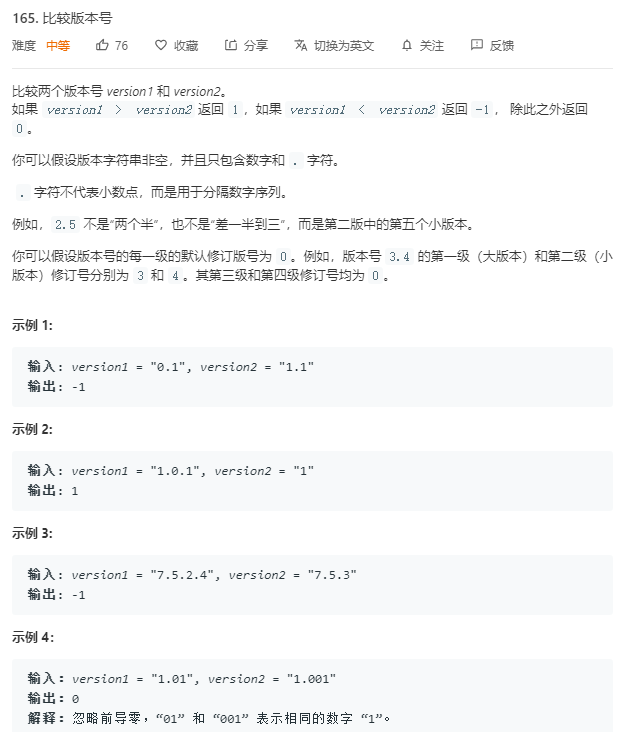 165. 比较版本号
难度 中等 76 收藏 分享 切换为英文 关注 反馈
比较两个版本号 version1 和 version2。
如果 version1 > version2 返回 1，如果 version1 < version2 返回 -1， 除此之外返回
0。
你可以假设版本字符串非空，并且只包含数字和 . 字符。
. 字符不代表小数点，而是用于分隔数字序列。
例如，2.5 不是“两个半”，也不是“差一半到三”，而是第二版中的第五个小版本。
你可以假设版本号的每一级的默认修订版号为 0。例如，版本号 3.4 的第一级（大版本）和第二级（小
版本）修订号分别为 3 和 4。其第三级和第四级修订号均为 0。
示例 1:
输入: version1 = "0.1", version2 = "1.1"
输出: -1
示例 2:
输入: version1 = "1.0.1", version2 = "1"
输出: 1
示例 3:
输入: version1 = "7.5.2.4", version2 = "7.5.3"
输出: -1
示例 4:
输入: version1 = "1.01", version2 = "1.001"
输出: 0
解释: 忽略前导零，“01” 和 “001” 表示相同的数字 “1”。